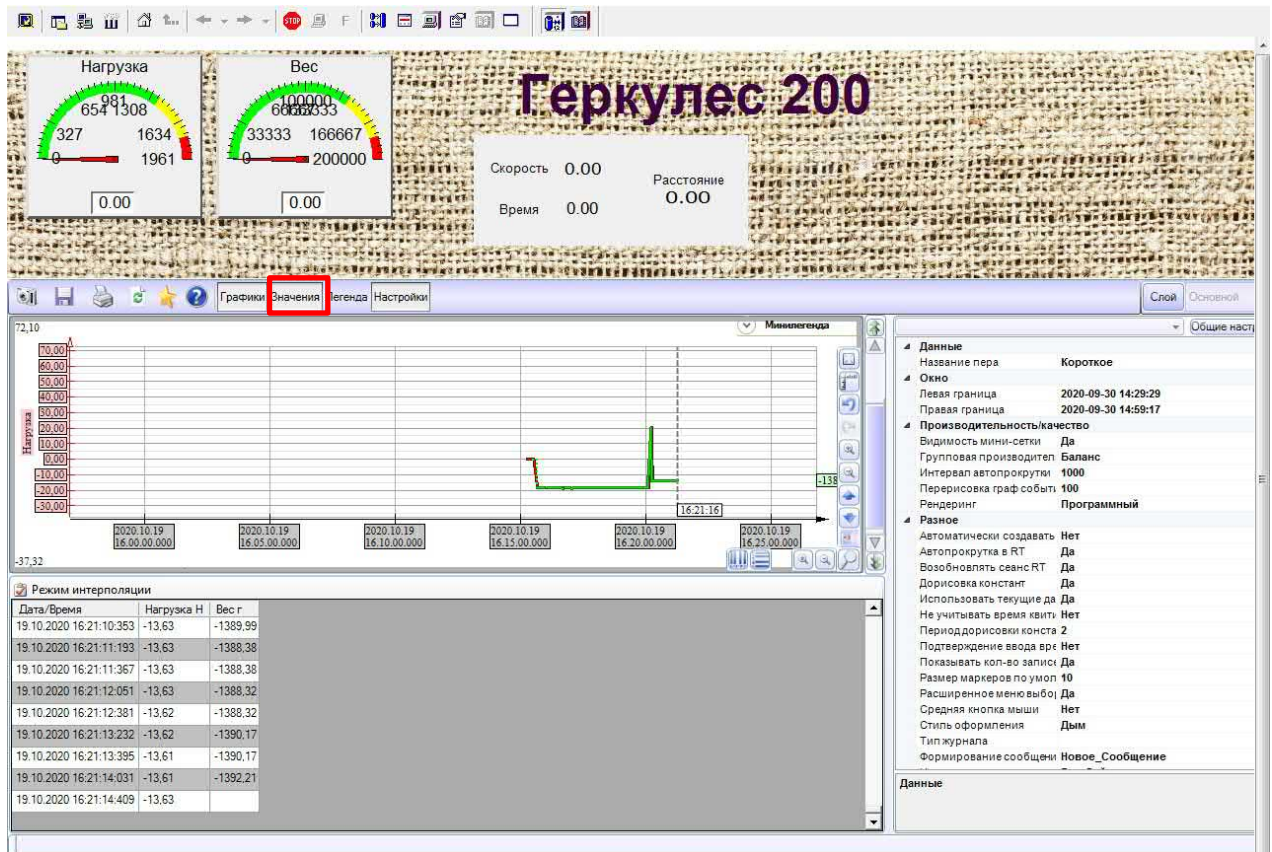 STOP F
Нагрузка
981
654 1308
327 1634
0 1961
0.00
Вес
100000
33333 166667
0 200000
0.00
Геркулес 200
Скорость 0.00
Расстояние
0.00
Время 0.00
Графики Значения Легенда Настройки
Слой Основной
72,10
Минилегенда
Нагрузка
70,00
60,00
50,00
40,00
30,00
20,00
10,00
0,00
-10,00
-20,00
-30,00
-138
16:21:16
2020.10.19
16.00.00.000
2020.10.19
16.05.00.000
2020.10.19
16.10.00.000
2020.10.19
16.15.00.000
2020.10.19
16.20.00.000
2020.10.19
16.25.00.000
-37,32
Режим интерполяции
Дата/Время Нагрузка Н Вес г
19.10.2020 16:21:10:353 -13,63 -1389,99
19.10.2020 16:21:11:193 -13,63 -1388,38
19.10.2020 16:21:11:367 -13,63 -1388,38
19.10.2020 16:21:12:051 -13,63 -1388,32
19.10.2020 16:21:12:381 -13,62 -1388,32
19.10.2020 16:21:13:232 -13,62 -1390,17
19.10.2020 16:21:13:395 -13,61 -1390,17
19.10.2020 16:21:14:031 -13,61 -1392,21
19.10.2020 16:21:14:409 -13,63
Общие наст
Данные
Название пера Короткое
Окно
Левая граница 2020-09-30 14:29:29
Правая граница 2020-09-30 14:59:17
Производительность/качество
Видимость мини-сетки Да
Групповая производител Баланс
Интервал автопрокрутки 1000
Перерисовка граф событи 100
Рендеринг Программный
Разное
Автоматически создавать Нет
Автопрокрутка в RT Да
Возобновлять сеанс RT Да
Дорисовка констант Да
Использовать текущие да Да
Не учитывать время квити Нет
Период дорисовки конста 2
Подтверждение ввода вре Нет
Показывать кол-во записе Да
Размер маркеров по умол 10
Расширенное меню выбо Да
Средняя кнопка мыши Нет
Стиль оформления Дым
Тип журнала
Формирование сообщени Новое_Сообщение
Данные